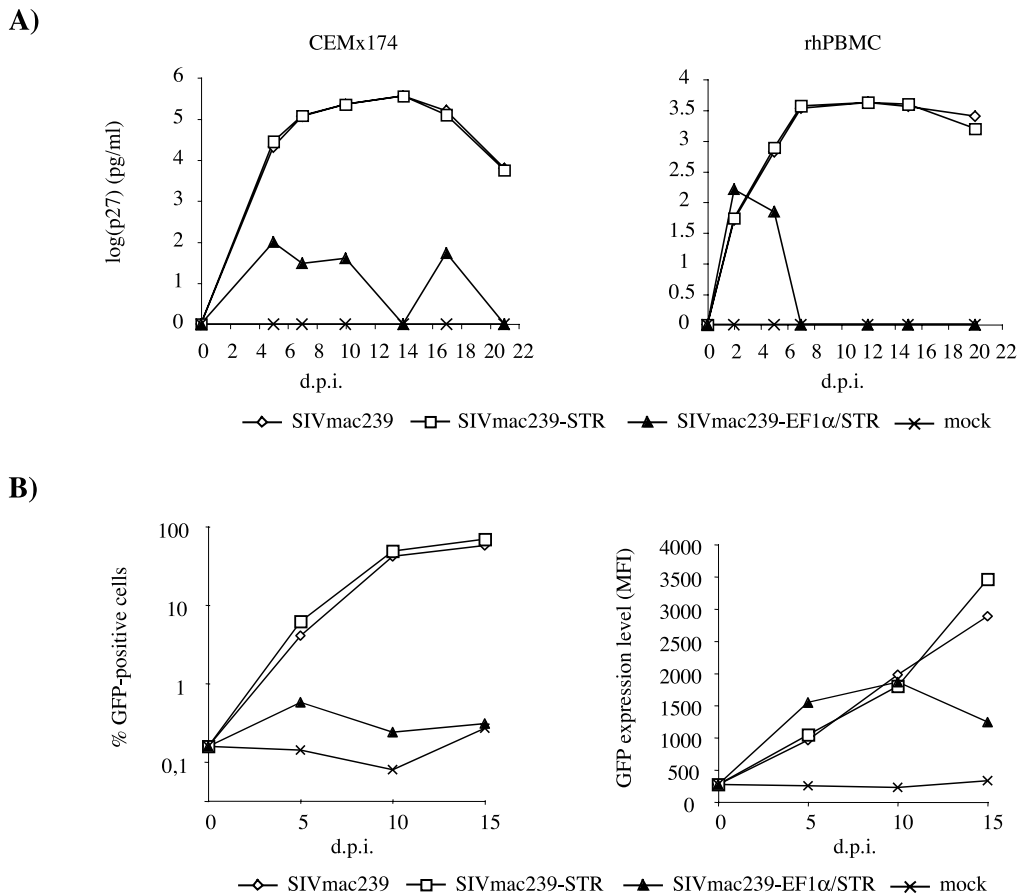 A)
CEMx174
rhPBMC
log(p27) (pg/ml)
6
5
4
3
2
1
0
0 2 4 6 8 10 12 14 16 18 20 22
d.p.i.
4
3.5
3
2.5
2
1.5
1
0.5
0
0 2 4 6 8 10 12 14 16 18 20 22
d.p.i.
SIVmac239 SIVmac239-STR SIVmac239-EF1α/STR mock
B)
% GFP-positive cells
100
10
1
0,1
0 5 10 15
d.p.i.
GFP expression level (MFI)
4000
3500
3000
2500
2000
1500
1000
500
0
0 5 10 15
d.p.i.
SIVmac239 SIVmac239-STR SIVmac239-EF1α/STR mock